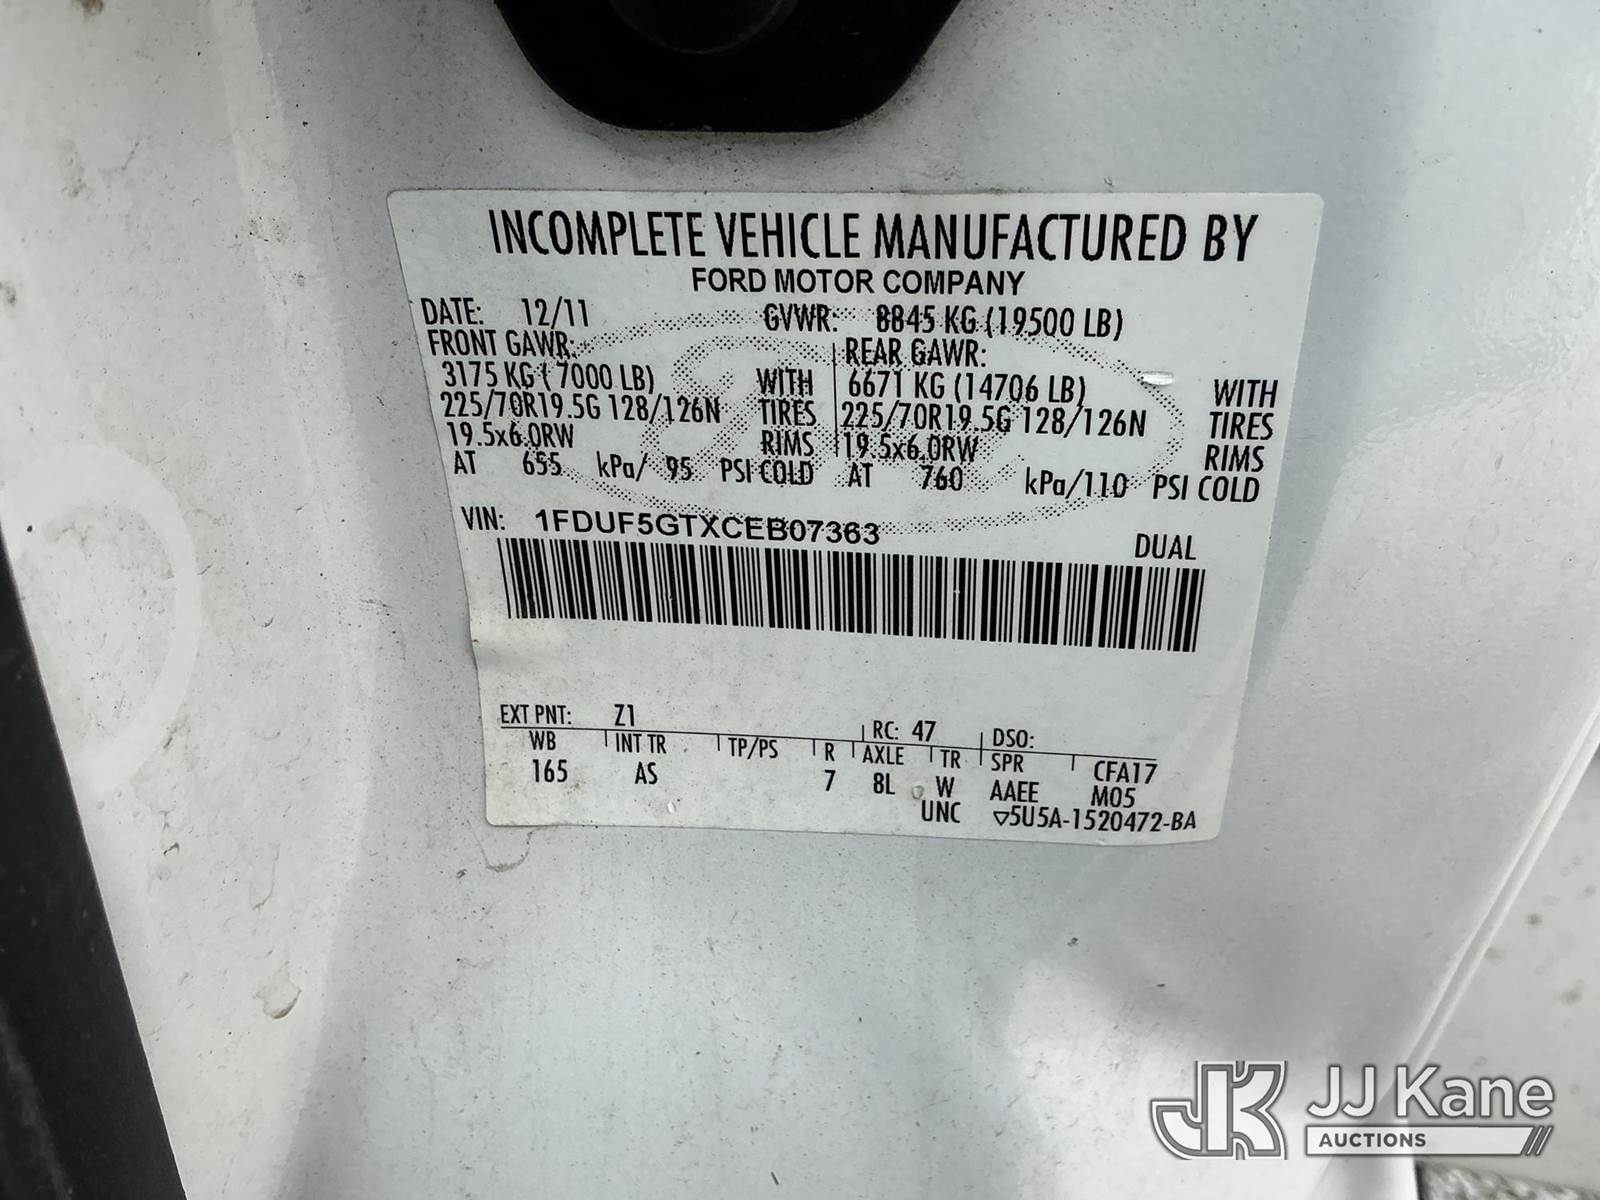 INCOMPLETE VEHICLE MANUFACTURED BY
FORD MOTOR COMPANY
DATE: 12/11 GVWR: 8845 KG (19500 LB)
FRONT GAWR: REAR GAWR:
3175 KG ( 7000 LB) WITH 6671 KG (14706 LB) WITH
225/70R19.5G 128/126N TIRES 225/70R19.5G 128/126N TIRES
19.5x6.0RW RIMS 19.5x6.0RW RIMS
AT 655 kPa/ 95 PSI COLD AT 760 kPa/110 PSI COLD
VIN: 1FDUF5GTXCEB07363 DUAL
EXT PNT: Z1 RC: 47 DSO:
WB INT TR TP/PS R AXLE TR SPR CFA17
165 AS 7 8L W AAEE M05
UNC ▽5U5A-1520472-BA
JK JJ Kane
AUCTIONS